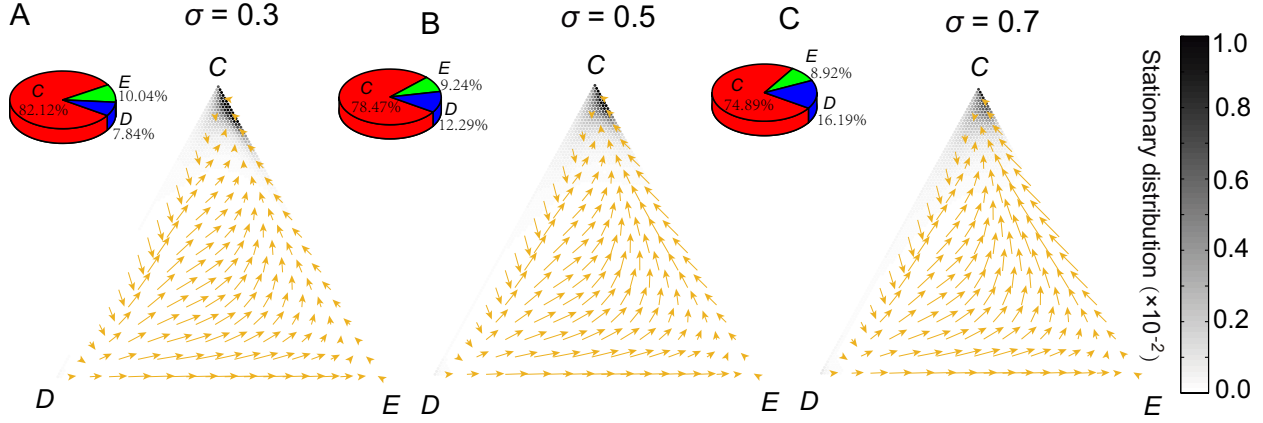 A
σ = 0.3
C
82.12%
E
10.04%
D
7.84%
C
D
E
B
σ = 0.5
C
78.47%
E
9.24%
D
12.29%
C
D
E
C
σ = 0.7
C
74.89%
E
8.92%
D
16.19%
C
D
E
Stationary distribution (×10⁻²)
1.0
0.8
0.6
0.4
0.2
0.0